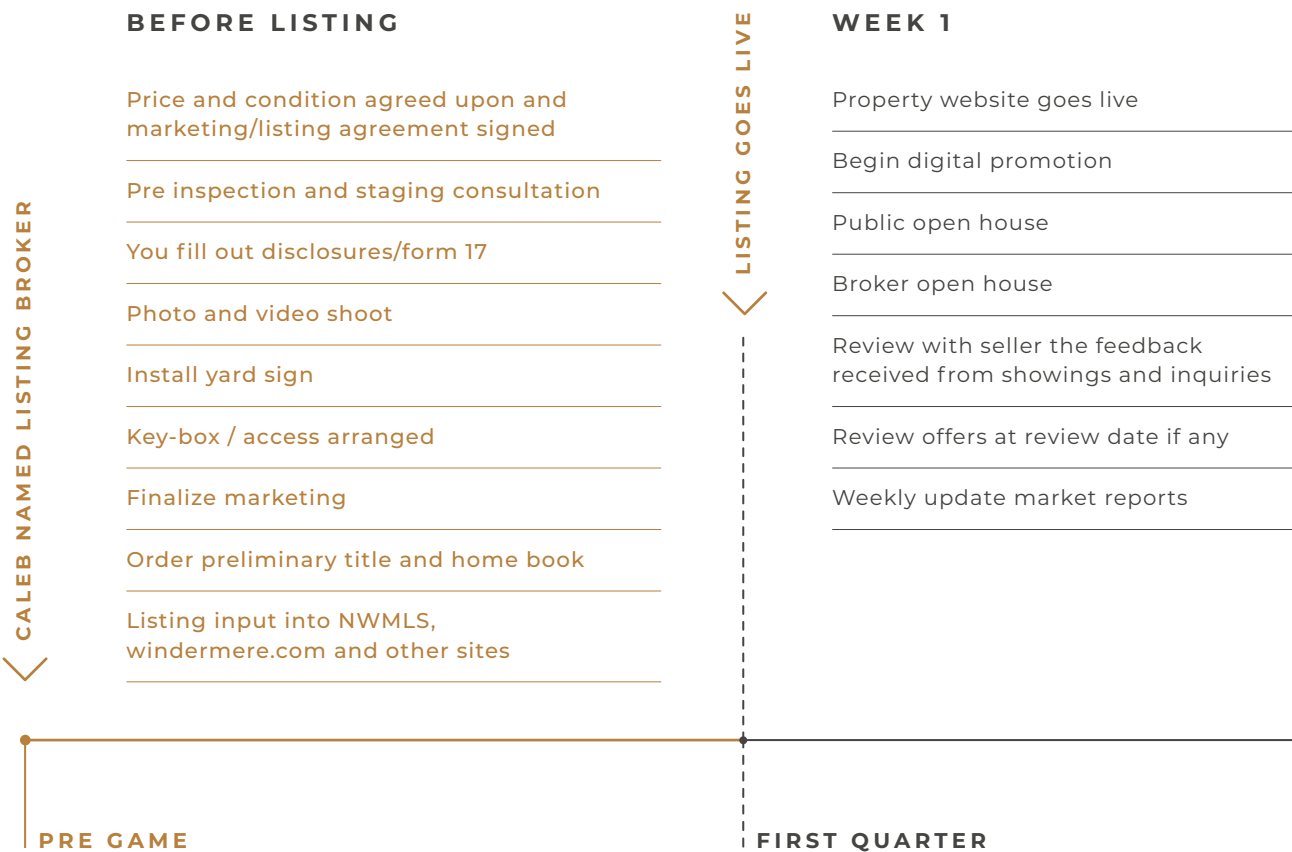 CALEB NAMED LISTING BROKER
BEFORE LISTING
Price and condition agreed upon and
marketing/listing agreement signed
Pre inspection and staging consultation
You fill out disclosures/form 17
Photo and video shoot
Install yard sign
Key-box / access arranged
Finalize marketing
Order preliminary title and home book
Listing input into NWMLS,
windermere.com and other sites
LISTING GOES LIVE
WEEK 1
Property website goes live
Begin digital promotion
Public open house
Broker open house
Review with seller the feedback
received from showings and inquiries
Review offers at review date if any
Weekly update market reports
PRE GAME
FIRST QUARTER